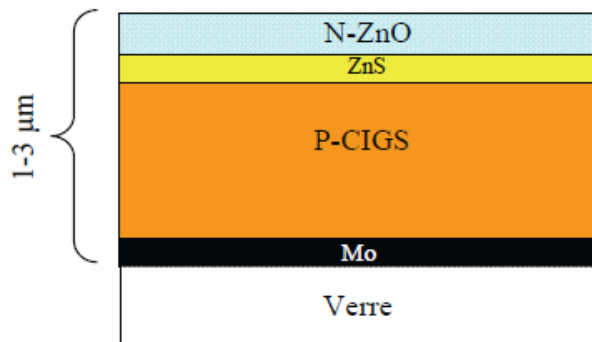 N-ZnO
ZnS
1-3 μm
P-CIGS
Mo
Verre